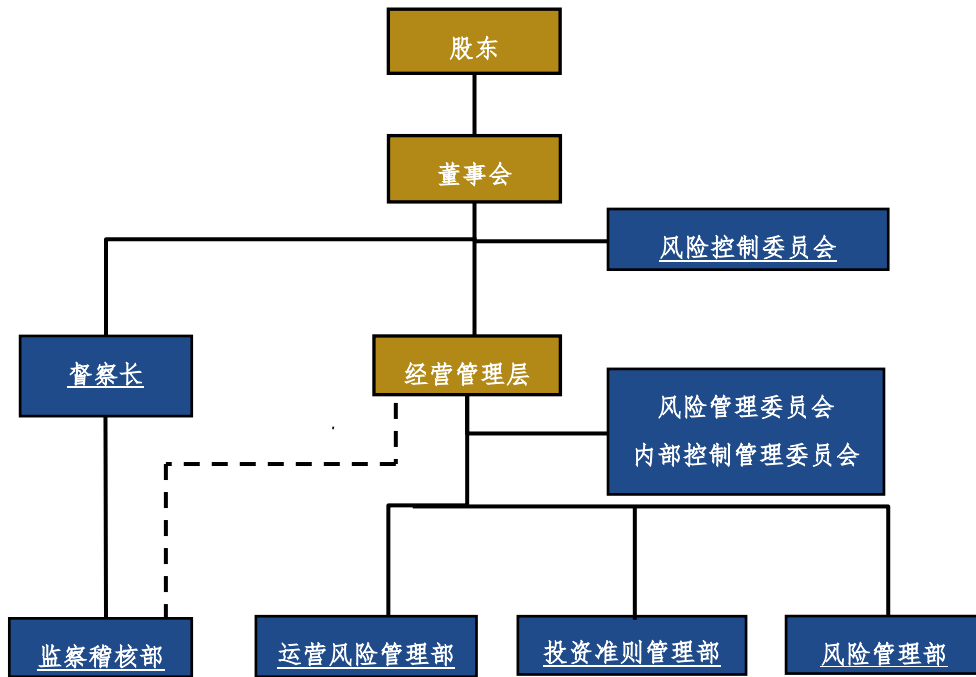 股东
董事会
风险控制委员会
督察长
经营管理层
风险管理委员会
内部控制管理委员会
监察稽核部
运营风险管理部
投资准则管理部
风险管理部